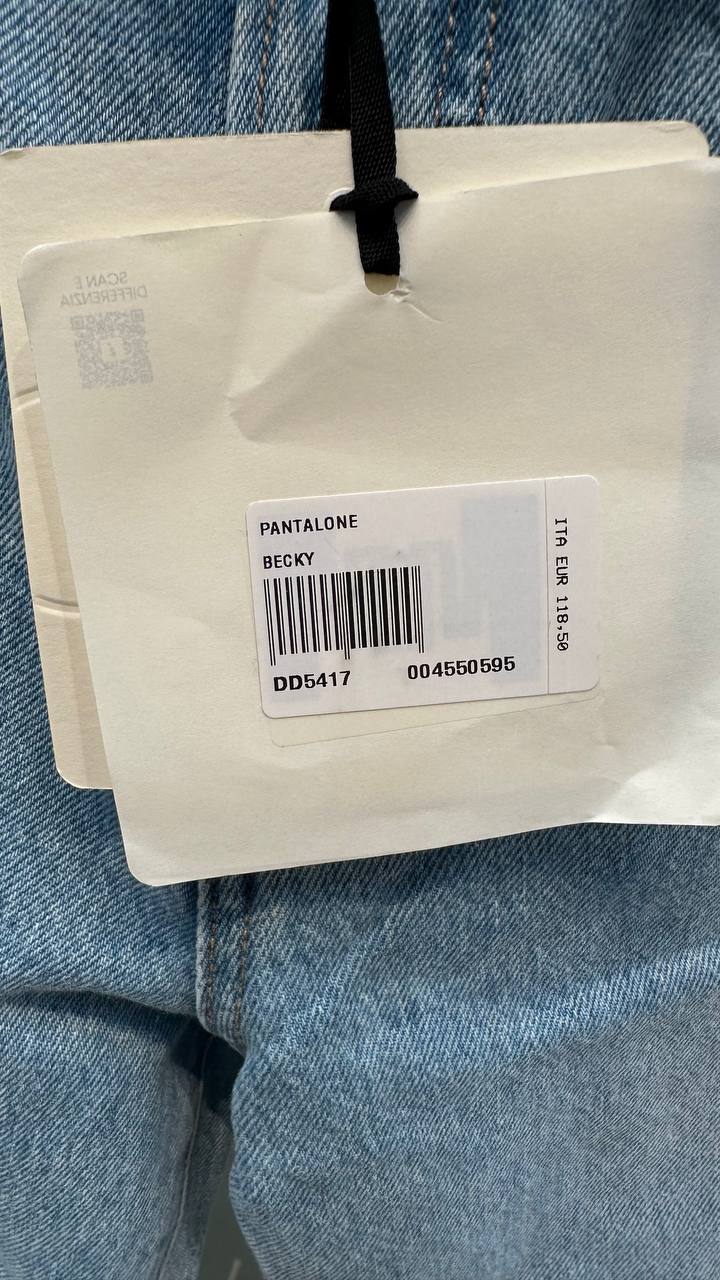 SCAN E
DIFFERENZIA
PANTALONE
BECKY
DD5417 004550595
ITA EUR 118,50